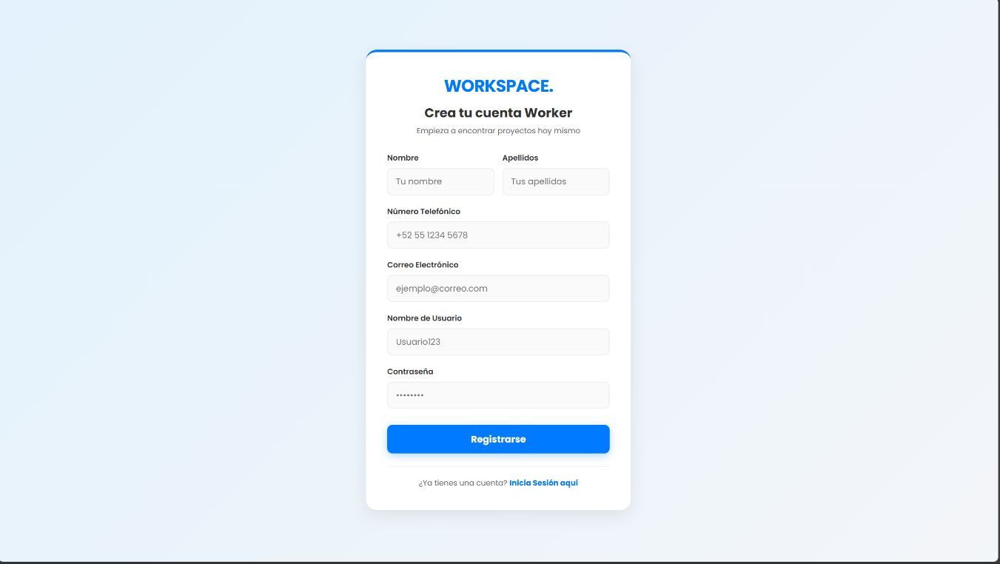 WORKSPACE.
Crea tu cuenta Worker
Empieza a encontrar proyectos hoy mismo
Nombre
Apellidos
Tu nombre
Tus apellidos
Número Telefónico
+52 55 1234 5678
Correo Electrónico
ejemplo@correo.com
Nombre de Usuario
Usuario123
Contraseña
••••••••
Registrarse
¿Ya tienes una cuenta? Inicia Sesión aquí